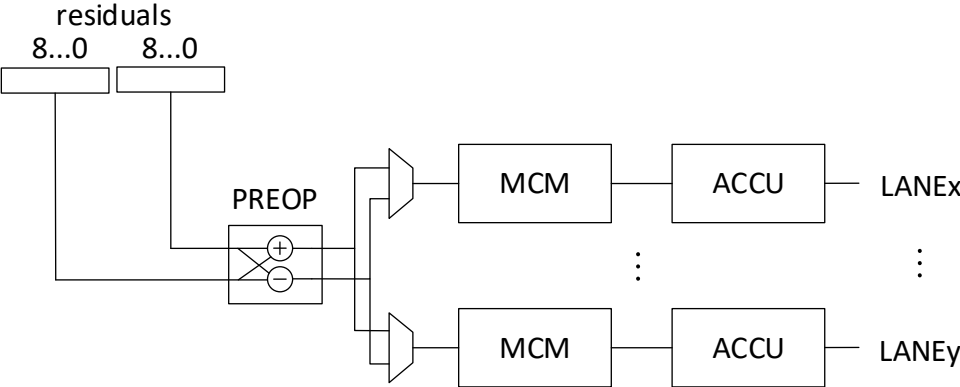 residuals
8...0 8...0
PREOP
+
−
MCM ACCU LANEx
⋮ ⋮
MCM ACCU LANEy